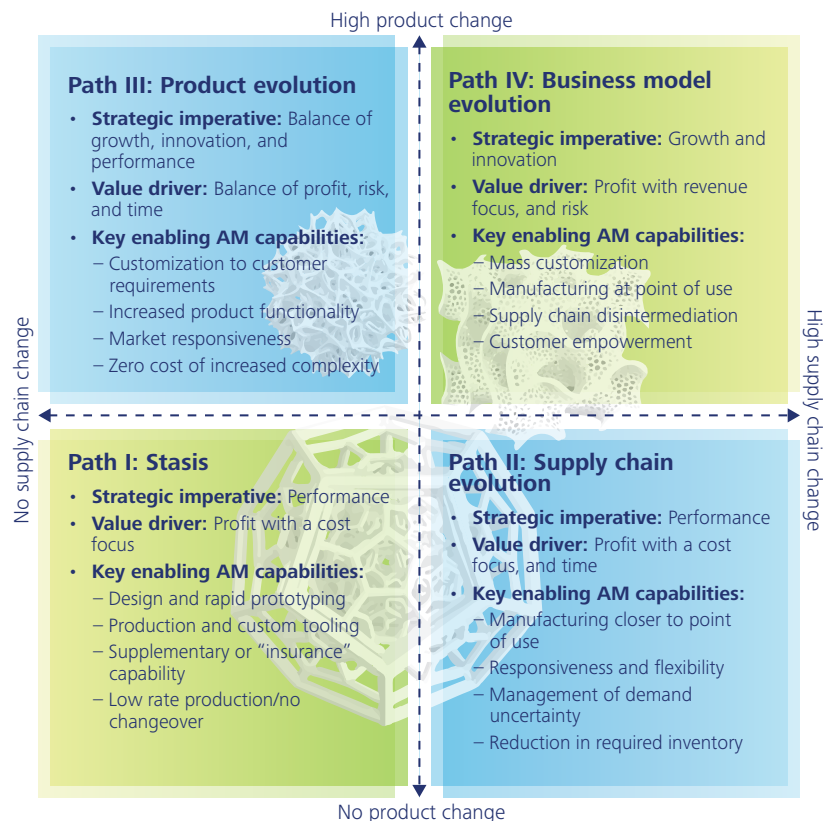 High product change
Path III: Product evolution
• Strategic imperative: Balance of
growth, innovation, and
performance
• Value driver: Balance of profit, risk,
and time
• Key enabling AM capabilities:
– Customization to customer
requirements
– Increased product functionality
– Market responsiveness
– Zero cost of increased complexity
Path IV: Business model
evolution
• Strategic imperative: Growth and
innovation
• Value driver: Profit with revenue
focus, and risk
• Key enabling AM capabilities:
– Mass customization
– Manufacturing at point of use
– Supply chain disintermediation
– Customer empowerment
No supply chain change
High supply chain change
Path I: Stasis
• Strategic imperative: Performance
• Value driver: Profit with a cost
focus
• Key enabling AM capabilities:
– Design and rapid prototyping
– Production and custom tooling
– Supplementary or “insurance”
capability
– Low rate production/no
changeover
Path II: Supply chain
evolution
• Strategic imperative: Performance
• Value driver: Profit with a cost
focus, and time
• Key enabling AM capabilities:
– Manufacturing closer to point
of use
– Responsiveness and flexibility
– Management of demand
uncertainty
– Reduction in required inventory
No product change